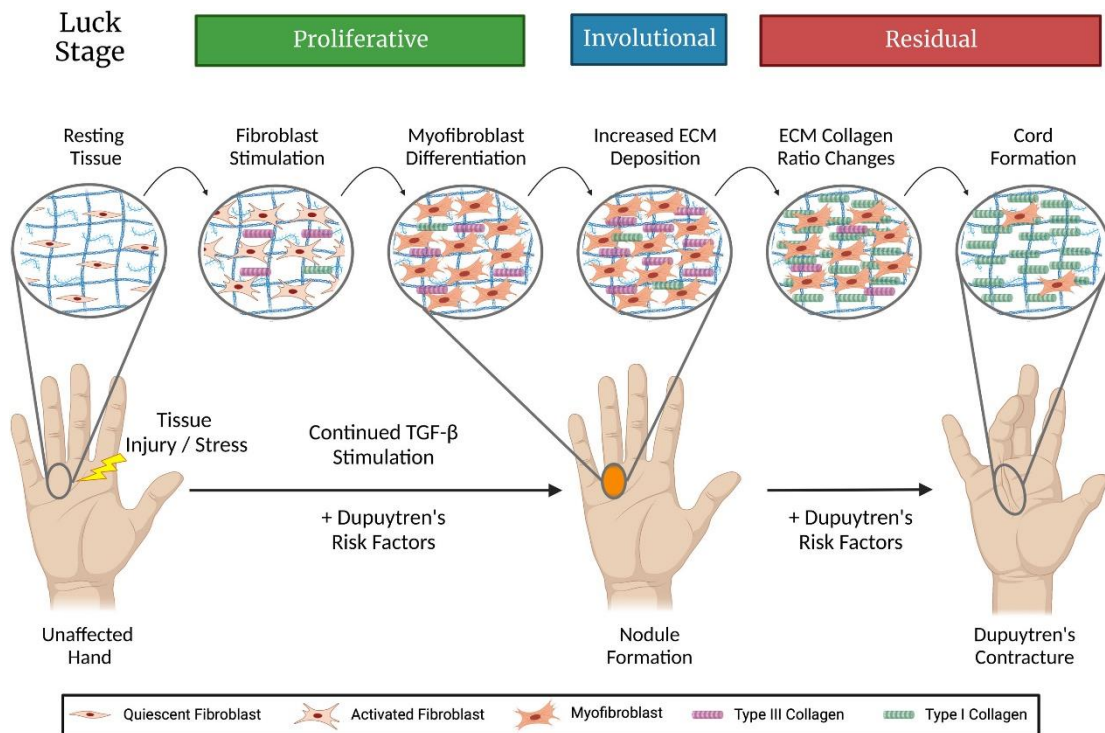 Luck
Stage
Proliferative
Involutional
Residual
Resting
Tissue
Fibroblast
Stimulation
Myofibroblast
Differentiation
Increased ECM
Deposition
ECM Collagen
Ratio Changes
Cord
Formation
Tissue
Injury / Stress
Continued TGF-β
Stimulation
+ Dupuytren's
Risk Factors
+ Dupuytren's
Risk Factors
Unaffected
Hand
Nodule
Formation
Dupuytren's
Contracture
Quiescent Fibroblast
Activated Fibroblast
Myofibroblast
Type III Collagen
Type I Collagen